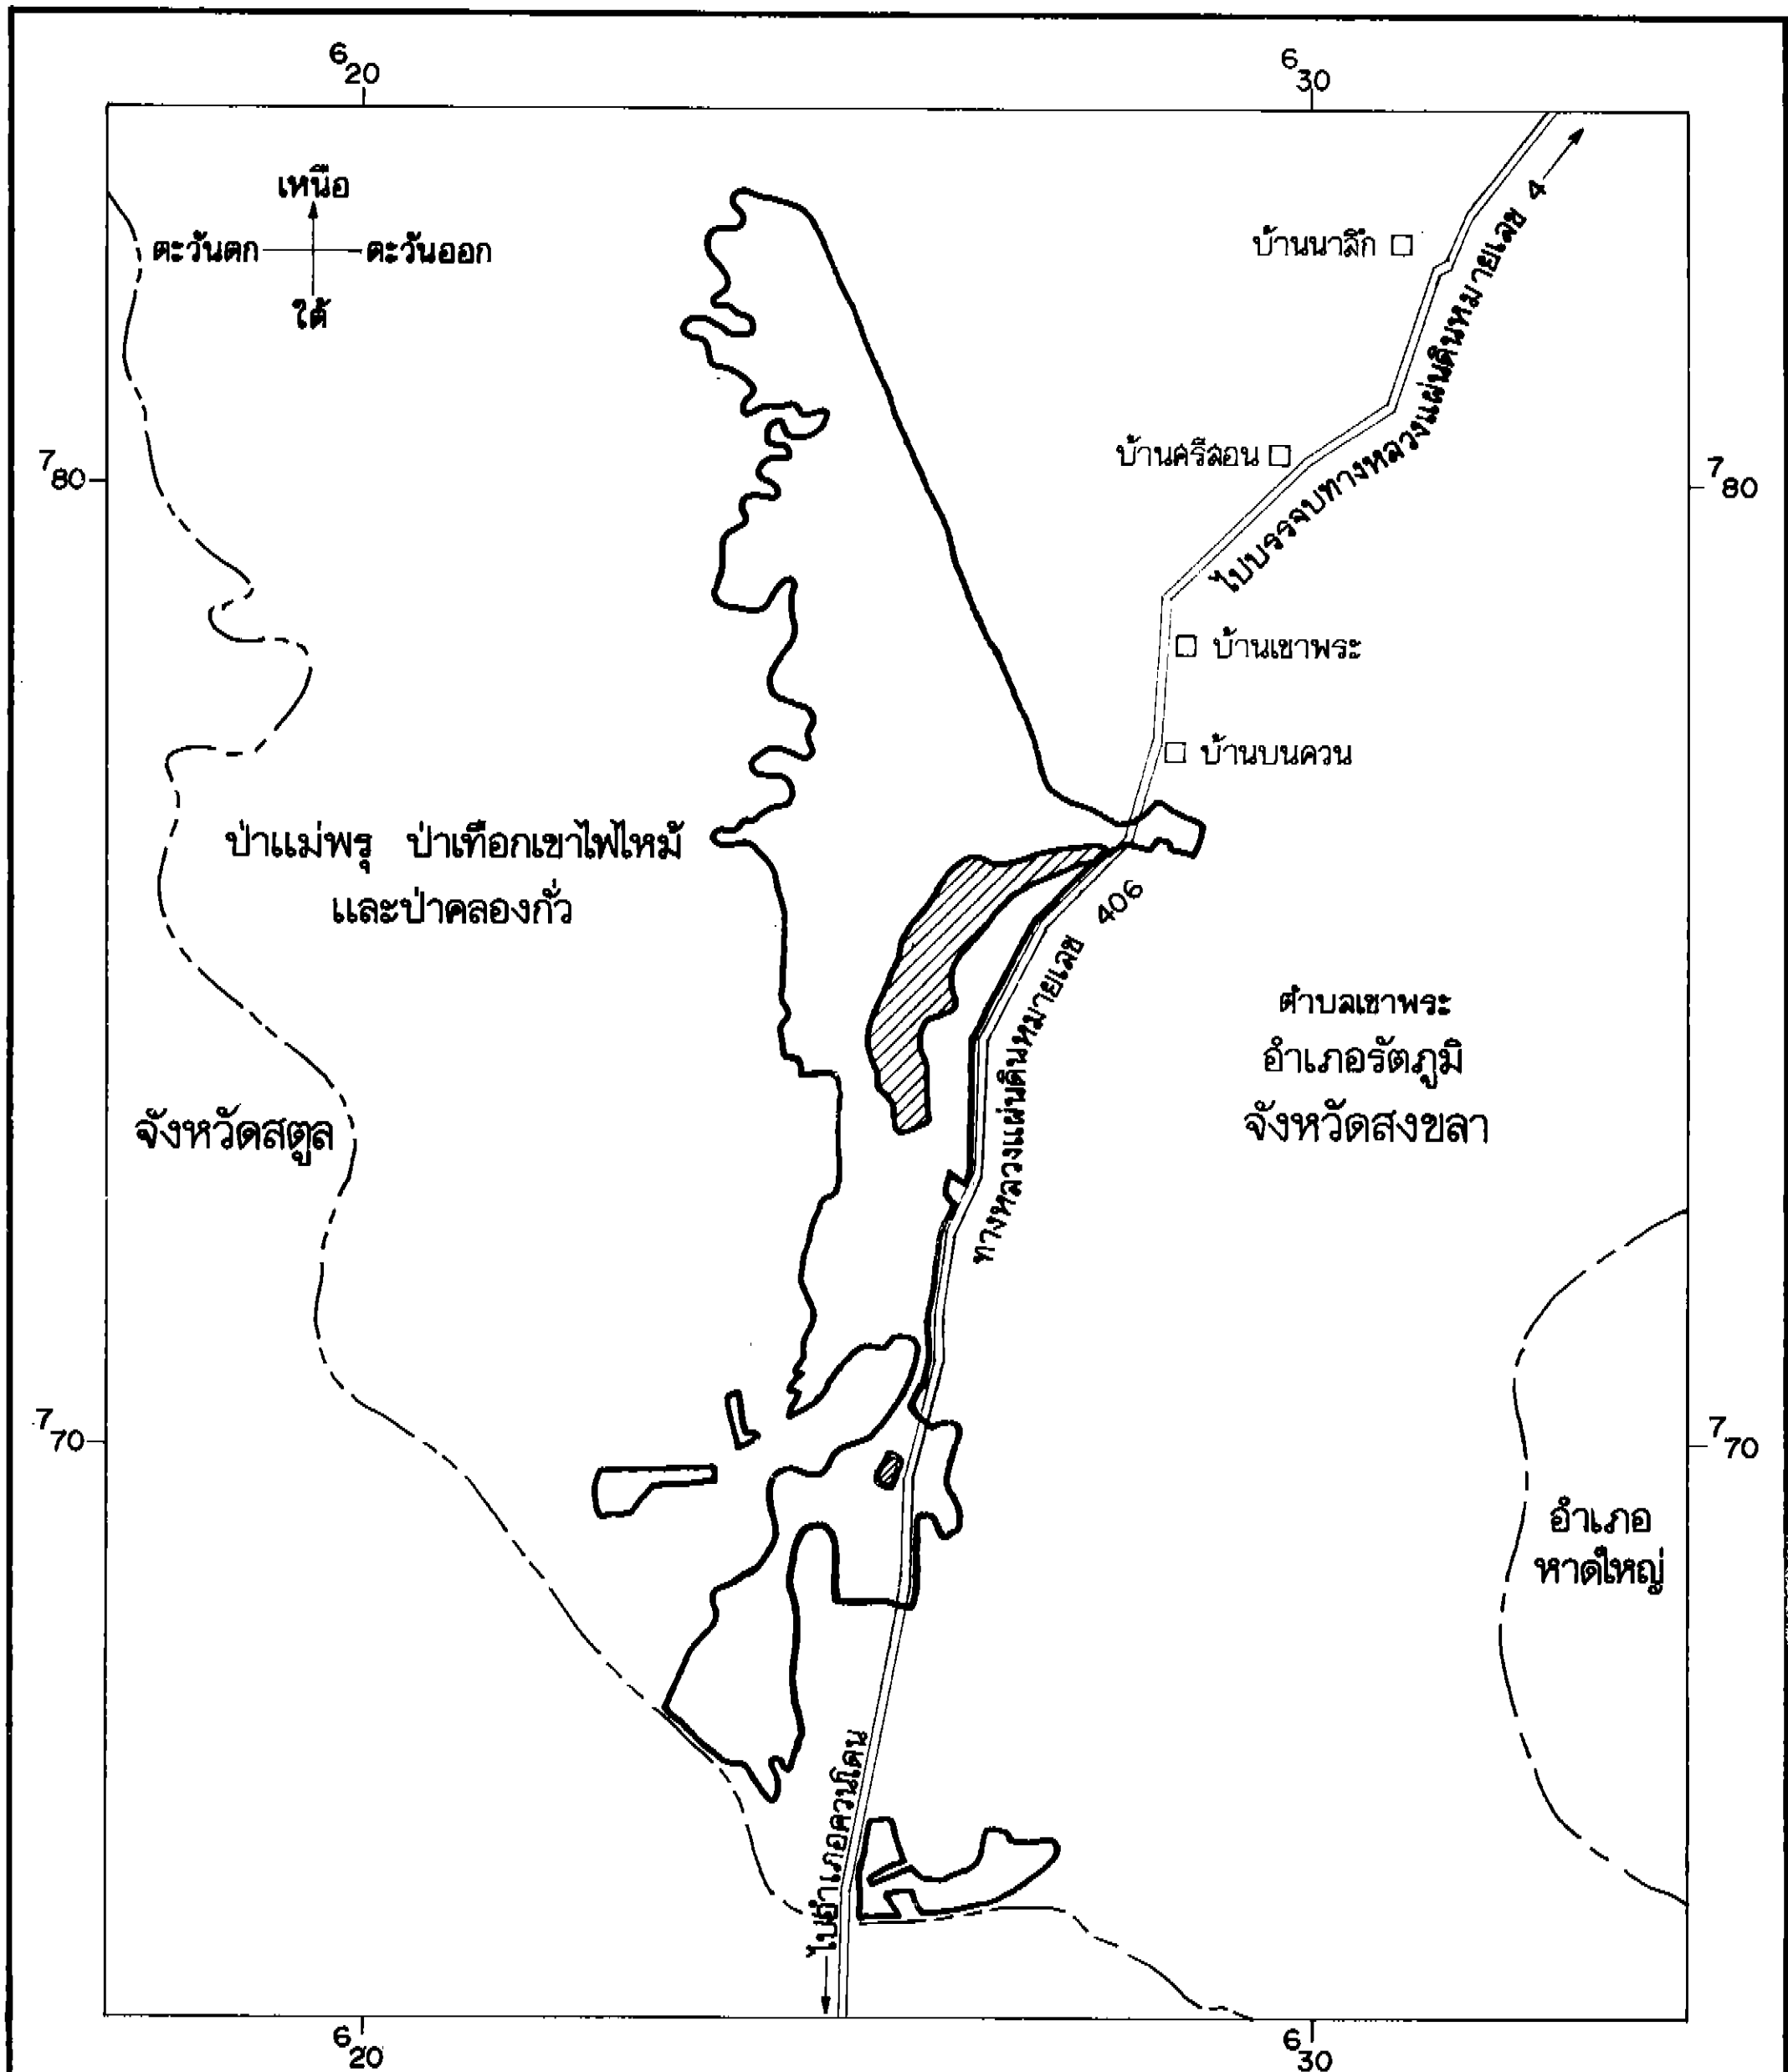 6 20
6 30
เหนือ
ตะวันตก
ตะวันออก
ใต้
บ้านนาลึก
ไปบรรจบทางหลวงแผ่นดินหมายเลข 4
บ้านศรีลอน
7 80
7 80
บ้านเขาพระ
บ้านบนควน
ป่าแม่พรุ ป่าเทือกเขาไฟไหม้
และป่าคลองกั่ว
ทางหลวงแผ่นดินหมายเลข 406
ตำบลเขาพระ
อำเภอรัตภูมิ
จังหวัดสงขลา
จังหวัดสตูล
7 70
7 70
อำเภอ
หาดใหญ่
ไปอำเภอควนโดน
6 20
6 30